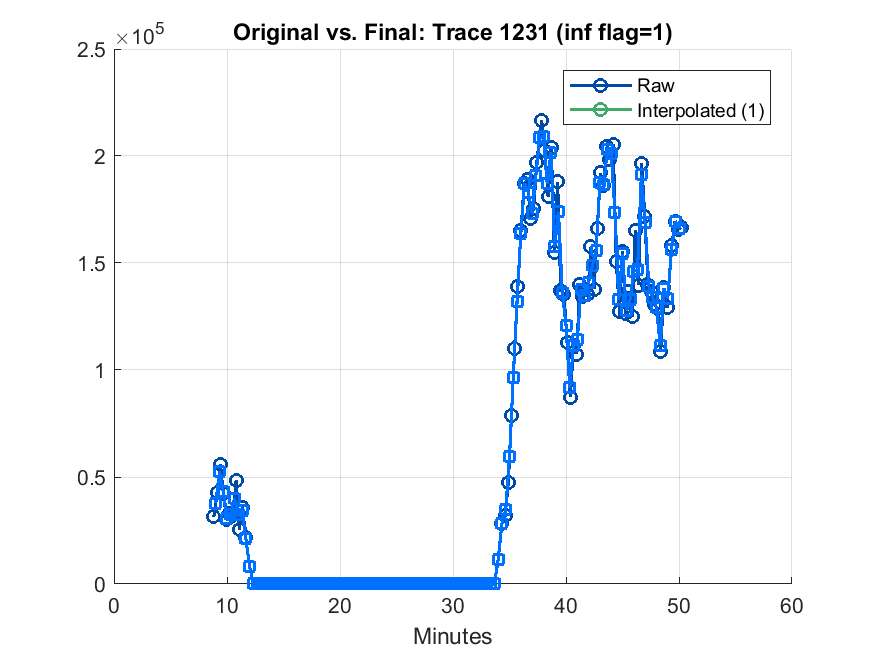 Original vs. Final: Trace 1231 (inf flag=1)
×10^5
2.5
2
1.5
1
0.5
0
Raw
Interpolated (1)
0 10 20 30 40 50 60
Minutes